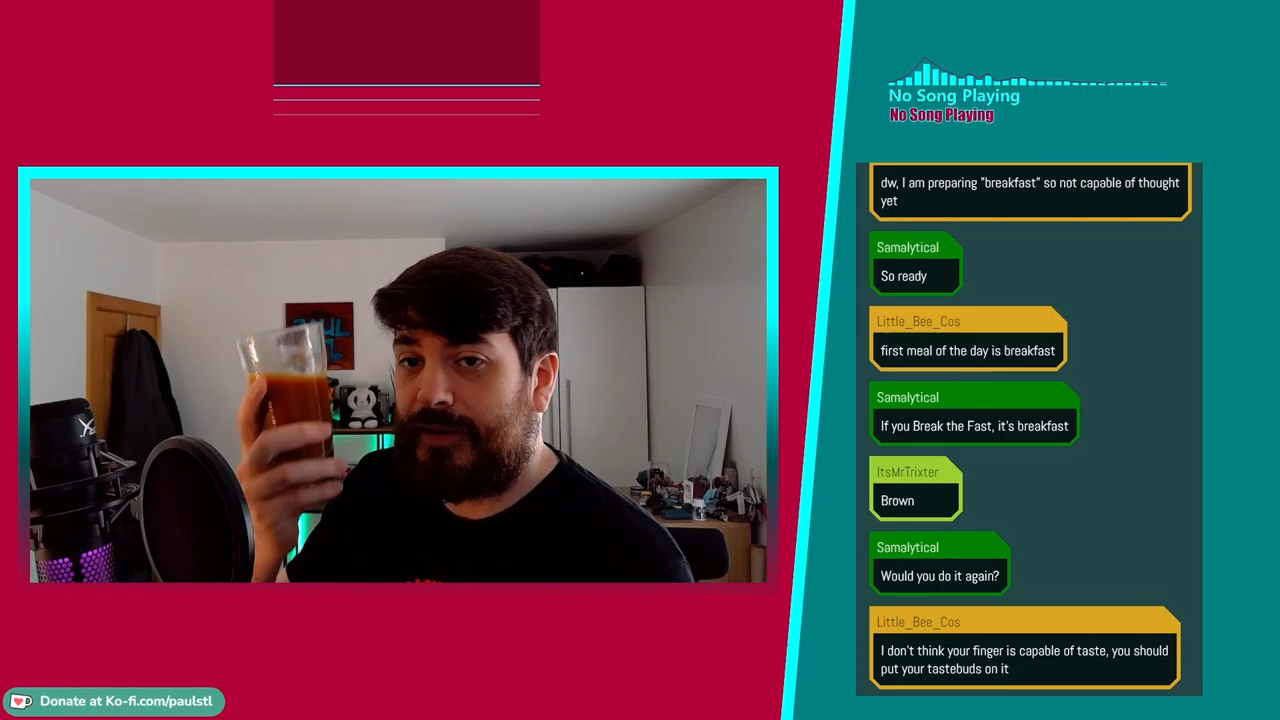 No Song Playing
No Song Playing
dw, I am preparing "breakfast" so not capable of thought
yet
Samalytical
So ready
Little_Bee_Cos
first meal of the day is breakfast
Samalytical
If you Break the Fast, it's breakfast
ItsMrTrixter
Brown
Samalytical
Would you do it again?
Little_Bee_Cos
I don't think your finger is capable of taste, you should
put your tastebuds on it
Donate at Ko-fi.com/paulstl